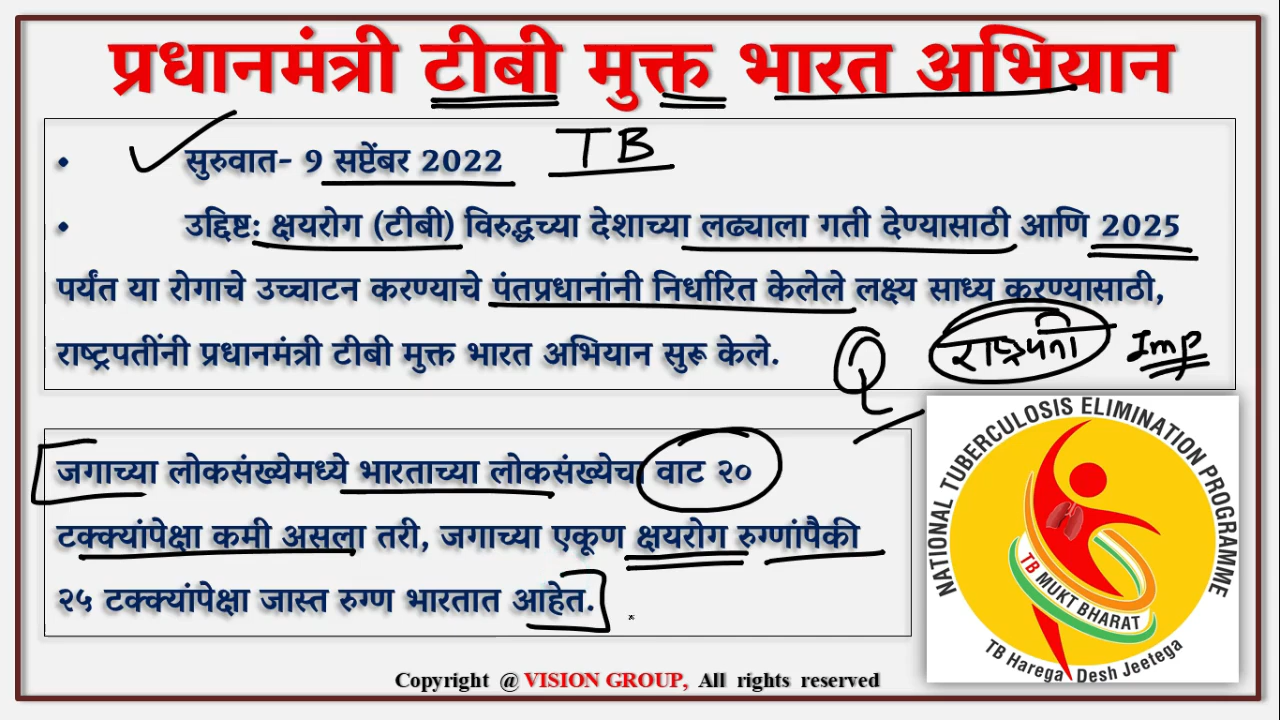 प्रधानमंत्री टीबी मुक्त भारत अभियान
• सुरुवात- 9 सप्टेंबर 2022 TB
• उद्दिष्ट: क्षयरोग (टीबी) विरुद्धच्या देशाच्या लढ्याला गती देण्यासाठी आणि 2025
पर्यंत या रोगाचे उच्चाटन करण्याचे पंतप्रधानांनी निर्धारित केलेले लक्ष्य साध्य करण्यासाठी,
राष्ट्रपतींनी प्रधानमंत्री टीबी मुक्त भारत अभियान सुरू केले.
Q राष्ट्रपती Imp
जगाच्या लोकसंख्येमध्ये भारताच्या लोकसंख्येचा वाट २०
टक्क्यांपेक्षा कमी असला तरी, जगाच्या एकूण क्षयरोग रुग्णांपैकी
२५ टक्क्यांपेक्षा जास्त रुग्ण भारतात आहेत.
NATIONAL TUBERCULOSIS ELIMINATION PROGRAMME
TB MUKT BHARAT
TB Harega Desh Jeetega
Copyright @ VISION GROUP, All rights reserved